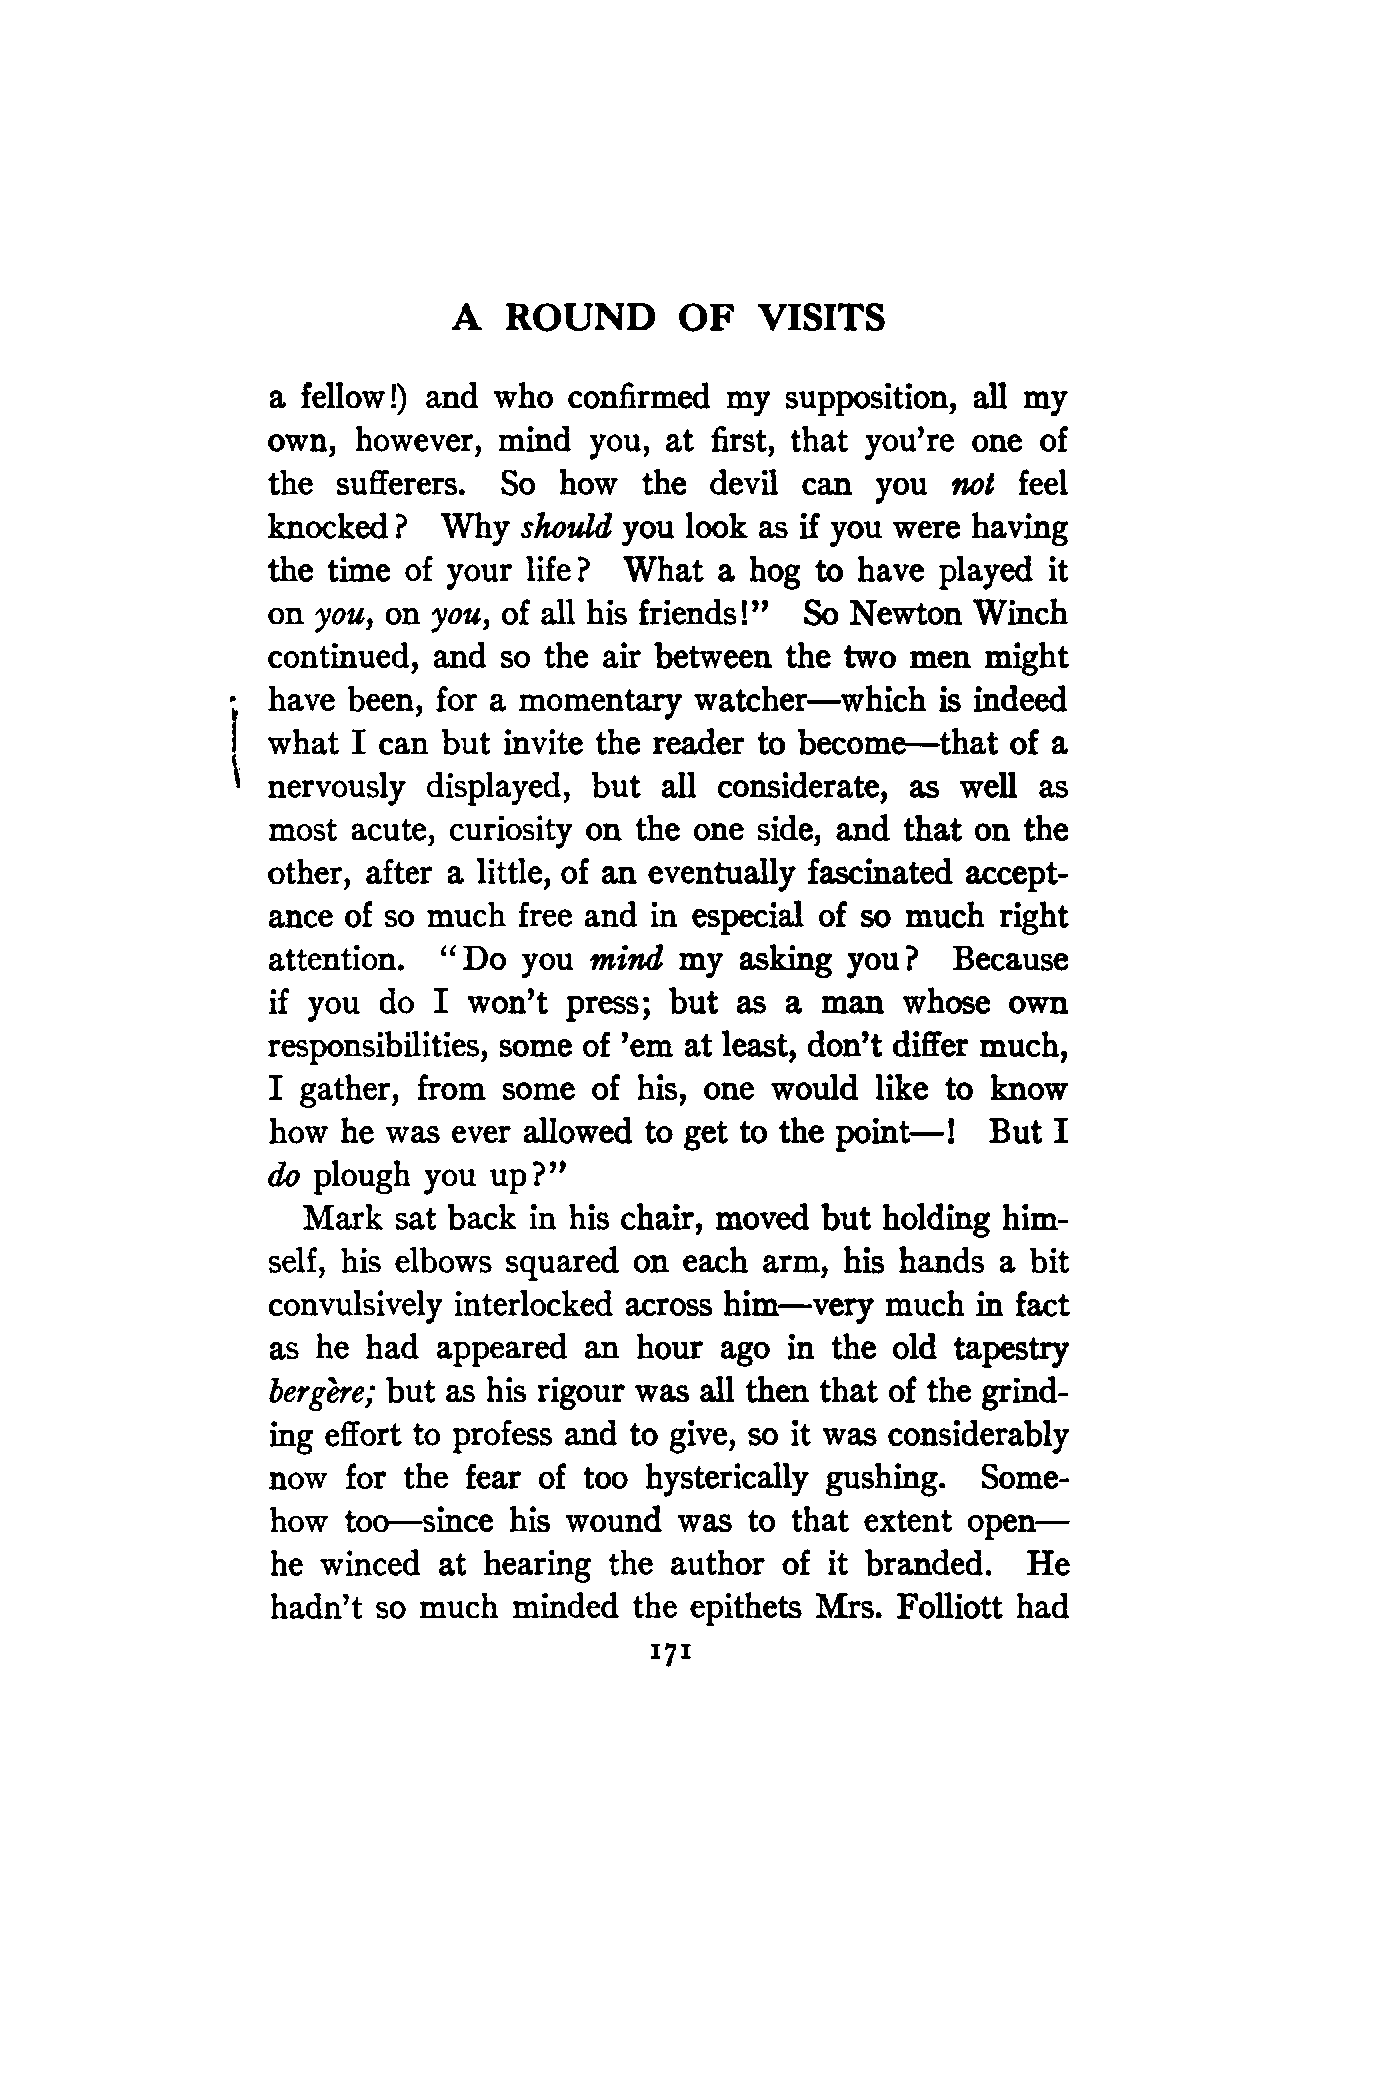 A ROUND OF VISITS
a fellow!) and who confirmed my supposition, all my
own, however, mind you, at first, that you're one of
the sufferers. So how the devil can you not feel
knocked? Why should you look as if you were having
the time of your life? What a hog to have played it
on you, on you, of all his friends!" So Newton Winch
continued, and so the air between the two men might
have been, for a momentary watcher—which is indeed
what I can but invite the reader to become—that of a
nervously displayed, but all considerate, as well as
most acute, curiosity on the one side, and that on the
other, after a little, of an eventually fascinated accept-
ance of so much free and in especial of so much right
attention. "Do you mind my asking you? Because
if you do I won't press; but as a man whose own
responsibilities, some of 'em at least, don't differ much,
I gather, from some of his, one would like to know
how he was ever allowed to get to the point—! But I
do plough you up?"
Mark sat back in his chair, moved but holding him-
self, his elbows squared on each arm, his hands a bit
convulsively interlocked across him—very much in fact
as he had appeared an hour ago in the old tapestry
bergère; but as his rigour was all then that of the grind-
ing effort to profess and to give, so it was considerably
now for the fear of too hysterically gushing. Some-
how too—since his wound was to that extent open—
he winced at hearing the author of it branded. He
hadn't so much minded the epithets Mrs. Folliott had
171